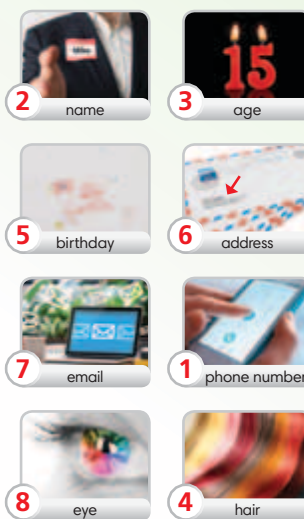 2 name
3 age
15
5 birthday
6 address
7 email
1 phone number
8 eye
4 hair